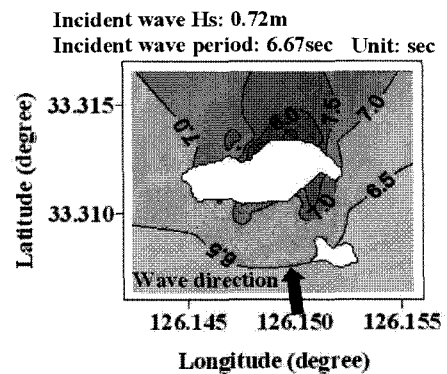 Incident wave Hs: 0.72m
Incident wave period: 6.67sec Unit: sec
33.315
33.310
Latitude (degree)
7.0
8.0
7.5
7.0
6.5
7.0
6.5
Wave direction
126.145 126.150 126.155
Longitude (degree)